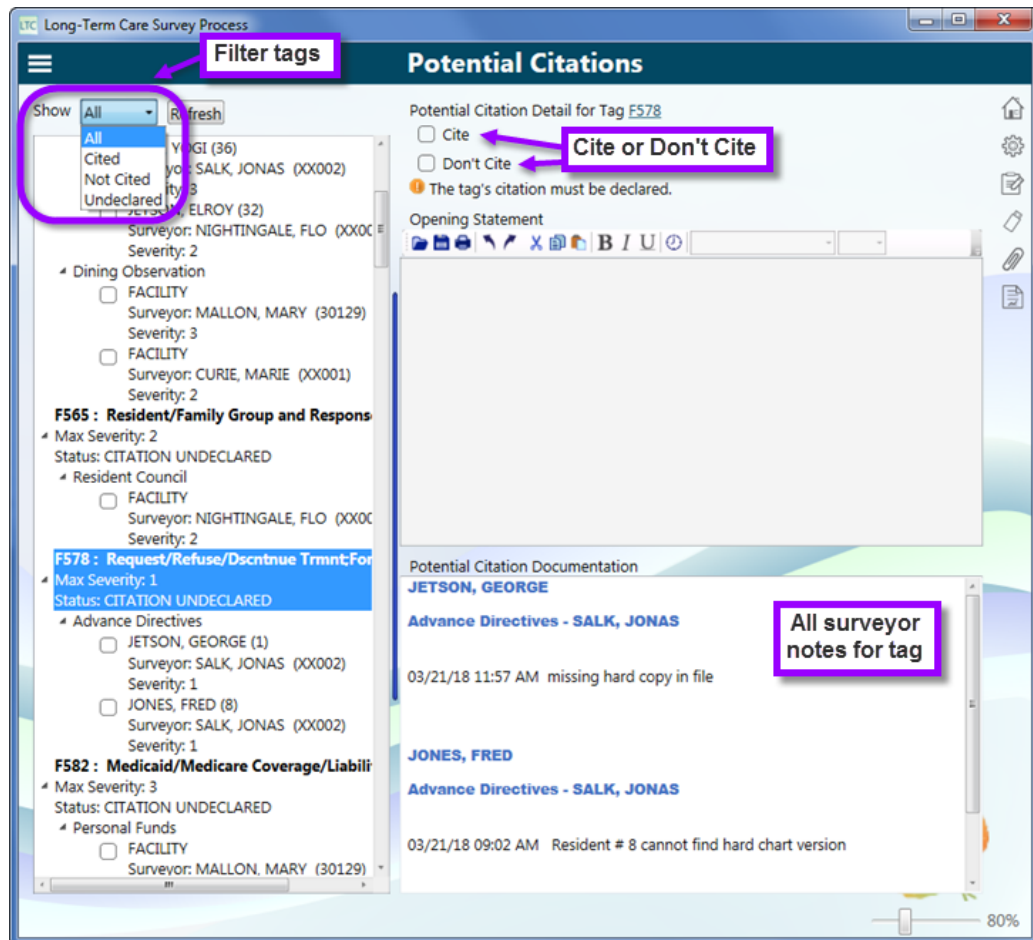 LTC Long-Term Care Survey Process
Filter tags
Potential Citations
Show All Refresh
All
Cited
Not Cited
Undeclared
YOGI (36)
SALK, JONAS (XX002)
3
JETSON, ELROY (32)
Surveyor: NIGHTINGALE, FLO (XX0
Severity: 2
Dining Observation
FACILITY
Surveyor: MALLON, MARY (30129)
Severity: 3
FACILITY
Surveyor: CURIE, MARIE (XX001)
Severity: 2
F565 : Resident/Family Group and Respons
Max Severity: 2
Status: CITATION UNDECLARED
Resident Council
FACILITY
Surveyor: NIGHTINGALE, FLO (XX0
Severity: 2
F578 : Request/Refuse/Dscntnue Trmnt;For
Max Severity: 1
Status: CITATION UNDECLARED
Advance Directives
JETSON, GEORGE (1)
Surveyor: SALK, JONAS (XX002)
Severity: 1
JONES, FRED (8)
Surveyor: SALK, JONAS (XX002)
Severity: 1
F582 : Medicaid/Medicare Coverage/Liabili
Max Severity: 3
Status: CITATION UNDECLARED
Personal Funds
FACILITY
Surveyor: MALLON, MARY (30129)
Potential Citation Detail for Tag F578
Cite
Don't Cite
Cite or Don't Cite
The tag's citation must be declared.
Opening Statement
B I U
Potential Citation Documentation
JETSON, GEORGE
Advance Directives - SALK, JONAS
All surveyor
notes for tag
03/21/18 11:57 AM missing hard copy in file
JONES, FRED
Advance Directives - SALK, JONAS
03/21/18 09:02 AM Resident # 8 cannot find hard chart version
80%